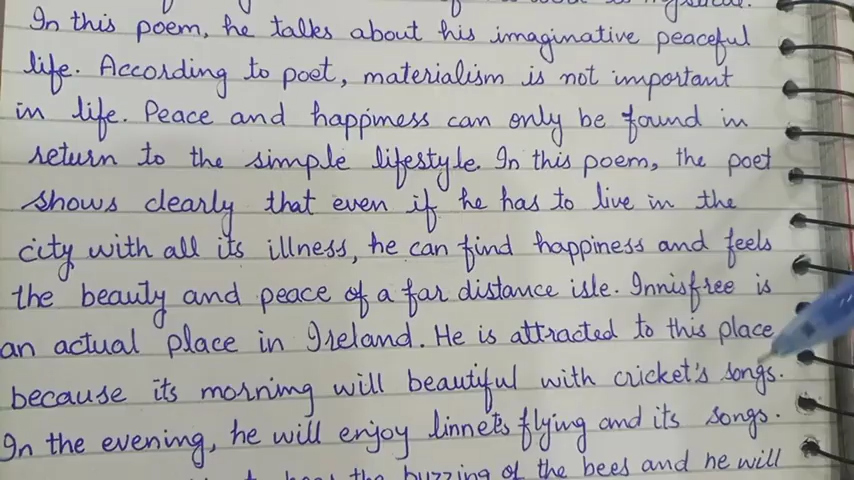 In this poem, he talks about his imaginative peaceful
life. According to poet, materialism is not important
in life. Peace and happiness can only be found in
return to the simple lifestyle. In this poem, the poet
shows clearly that even if he has to live in the
city with all its illness, he can find happiness and feels
the beauty and peace of a far distance isle. Innisfree is
an actual place in Ireland. He is attracted to this place
because its morning will beautiful with cricket's songs.
In the evening, he will enjoy linnets flying and its songs.
the buzzing of the bees and he will